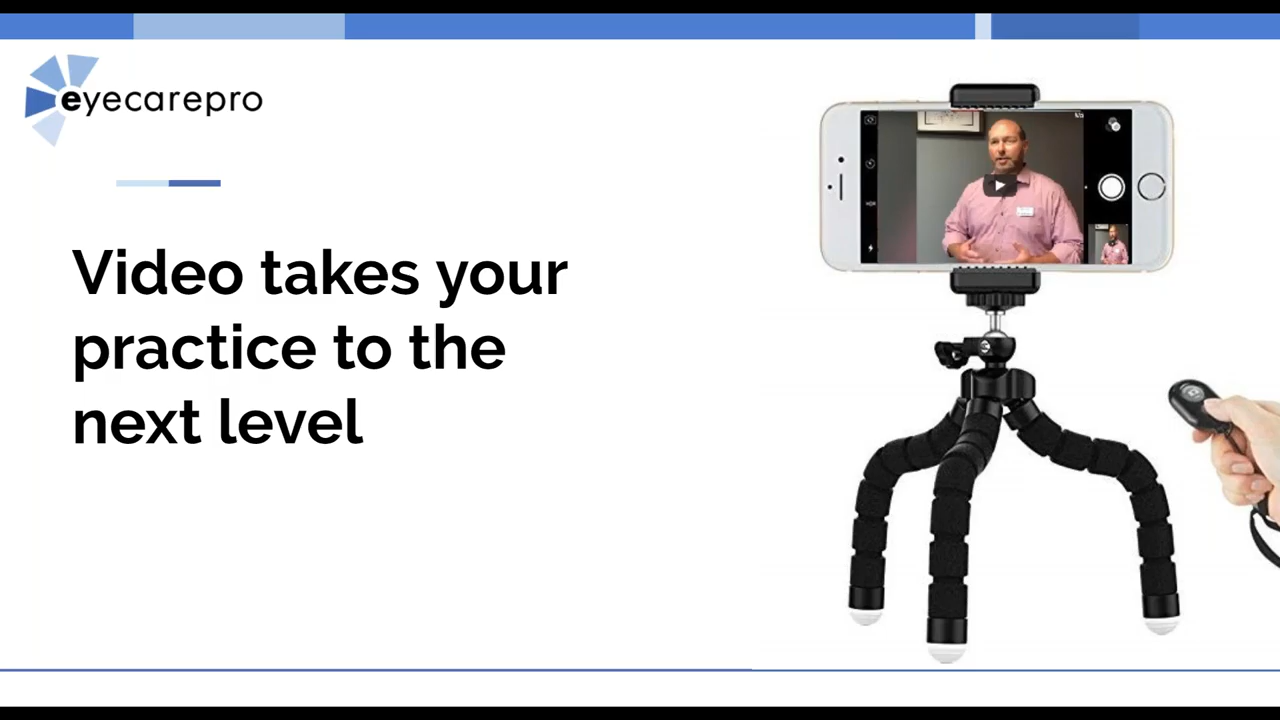 eyecarepro
Video takes your
practice to the
next level